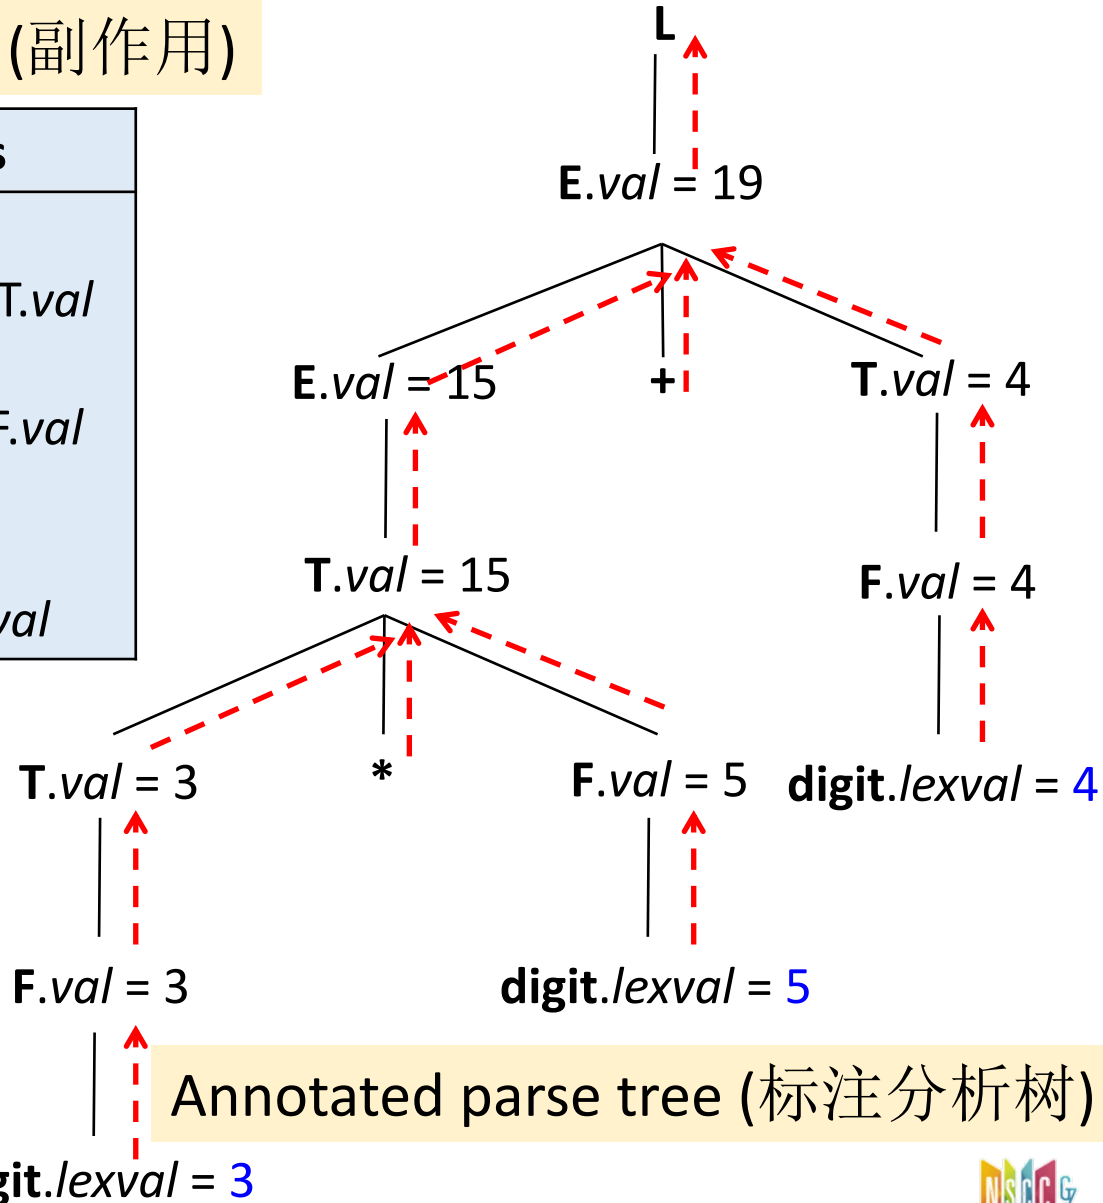 (副作用)
s
T.val
F.val
val
L
E.val = 19
E.val = 15
+
T.val = 4
T.val = 15
F.val = 4
T.val = 3
*
F.val = 5
digit.lexval = 4
F.val = 3
digit.lexval = 5
Annotated parse tree (标注分析树)
git.lexval = 3
NSCC GZ